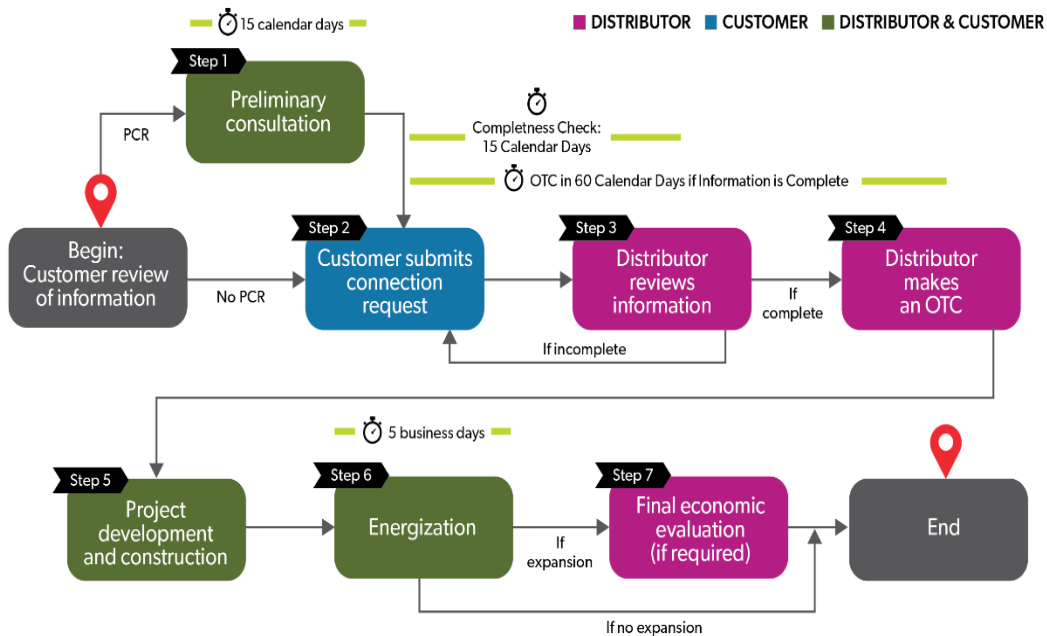 15 calendar days
DISTRIBUTOR
CUSTOMER
DISTRIBUTOR & CUSTOMER
Step 1
Preliminary
consultation
PCR
Completness Check:
15 Calendar Days
OTC in 60 Calendar Days if Information is Complete
Begin:
Customer review
of information
No PCR
Step 2
Customer submits
connection
request
Step 3
Distributor
reviews
information
If
complete
Step 4
Distributor
makes
an OTC
If incomplete
5 business days
Step 5
Project
development
and construction
Step 6
Energization
If
expansion
Step 7
Final economic
evaluation
(if required)
End
If no expansion